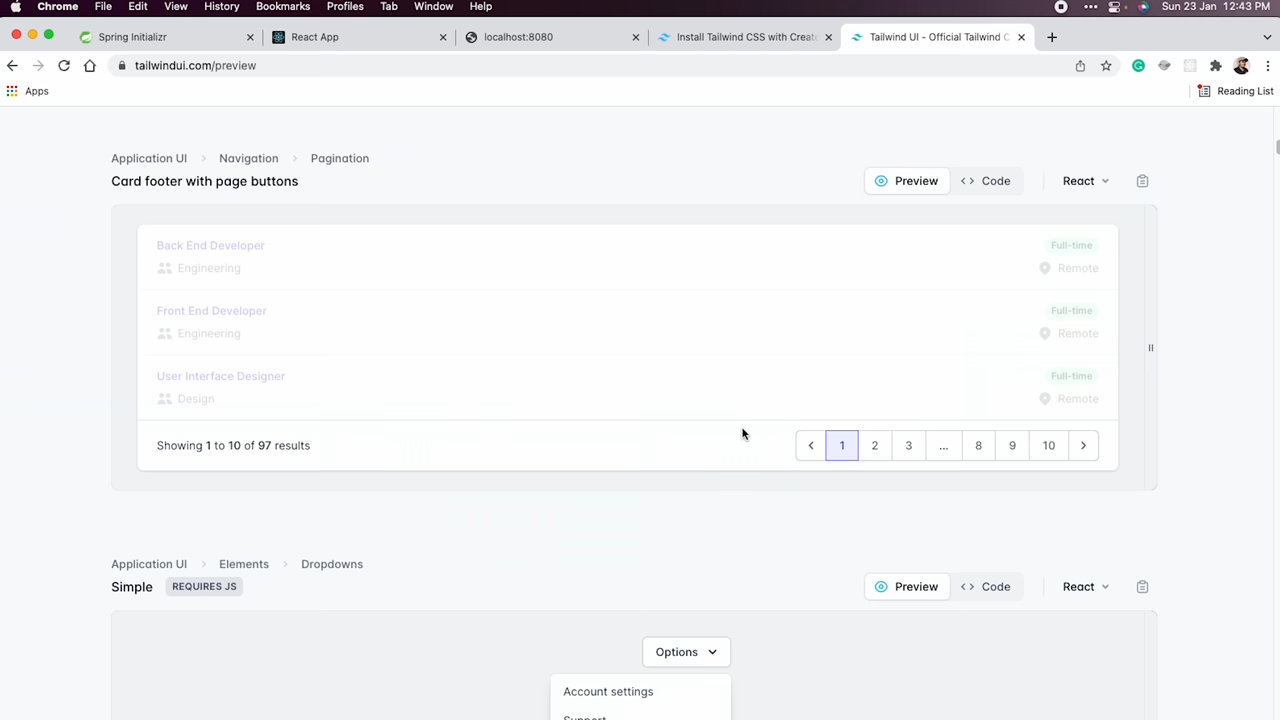 Chrome File Edit View History Bookmarks Profiles Tab Window Help Sun 23 Jan 12:43 PM
Spring Initializr React App localhost:8080 Install Tailwind CSS with Create Tailwind UI - Official Tailwind C
tailwindui.com/preview
Apps Reading List
Application UI Navigation Pagination
Card footer with page buttons Preview Code React
Back End Developer Full-time
Engineering Remote
Front End Developer Full-time
Engineering Remote
User Interface Designer Full-time
Design Remote
Showing 1 to 10 of 97 results 1 2 3 ... 8 9 10
Application UI Elements Dropdowns
Simple REQUIRES JS Preview Code React
Options
Account settings
Support